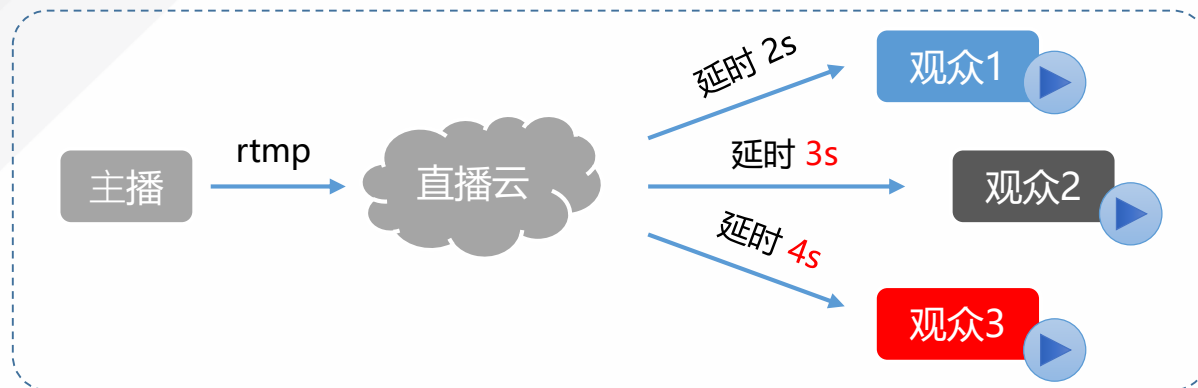 延时 2s
观众1
rtmp
主播
直播云
延时 3s
观众2
延时 4s
观众3